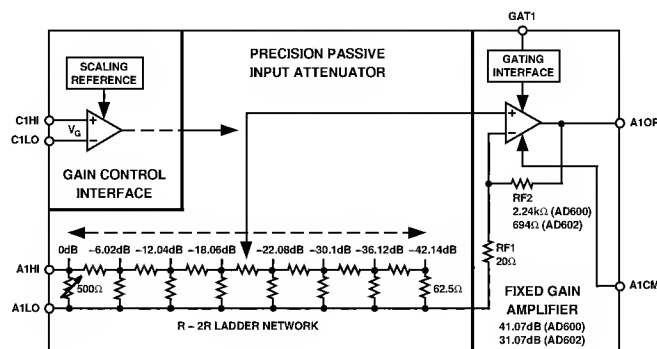 GAT1
SCALING
REFERENCE
PRECISION PASSIVE
INPUT ATTENUATOR
GATING
INTERFACE
C1HI
C1LO
VG
+
−
GAIN CONTROL
INTERFACE
+
−
A1OP
RF2
2.24kΩ (AD600)
694Ω (AD602)
RF1
20Ω
0dB −6.02dB −12.04dB −18.06dB −22.08dB −30.1dB −36.12dB −42.14dB
A1HI
500Ω
62.5Ω
A1LO
R − 2R LADDER NETWORK
A1CM
FIXED GAIN
AMPLIFIER
41.07dB (AD600)
31.07dB (AD602)